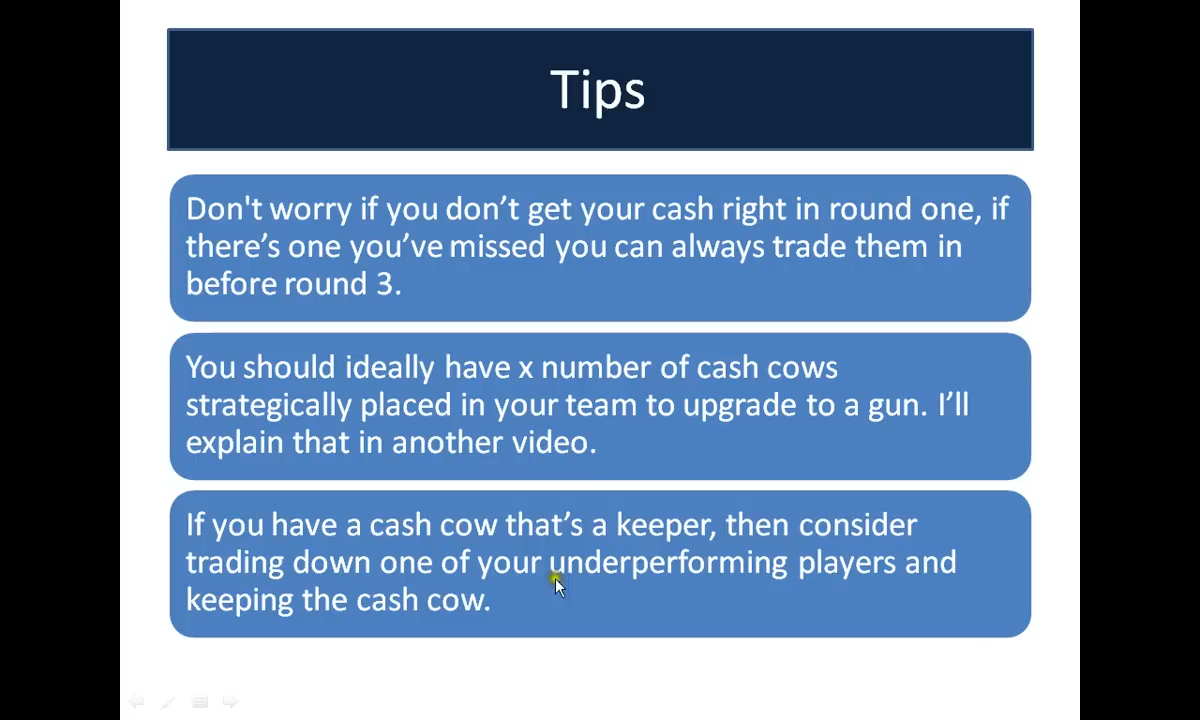 Tips
Don't worry if you don’t get your cash right in round one, if
there’s one you’ve missed you can always trade them in
before round 3.
You should ideally have x number of cash cows
strategically placed in your team to upgrade to a gun. I’ll
explain that in another video.
If you have a cash cow that’s a keeper, then consider
trading down one of your underperforming players and
keeping the cash cow.